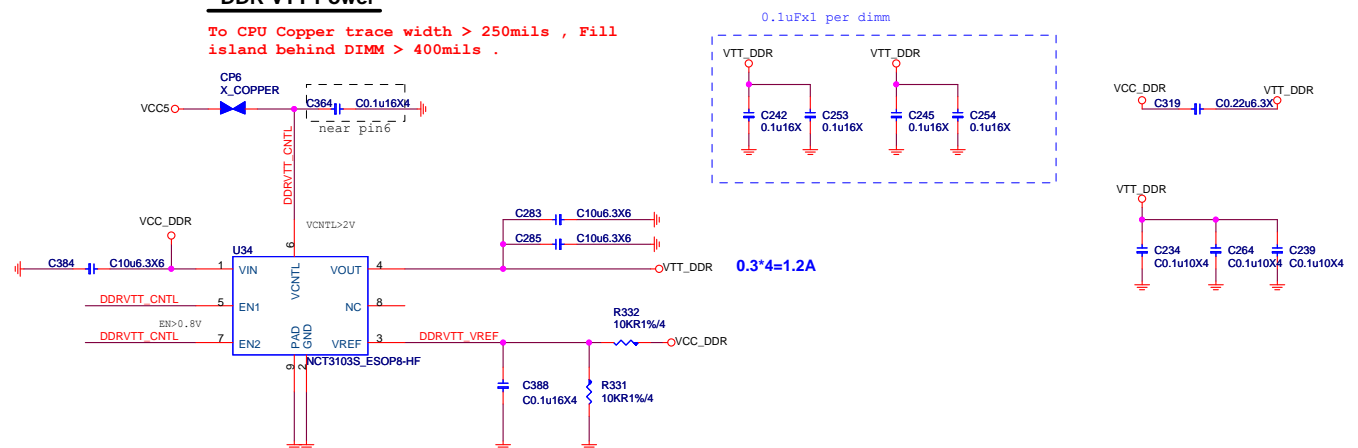 DDR VTT Power
To CPU Copper trace width > 250mils , Fill
island behind DIMM > 400mils .
CP6
X_COPPER
VCC5
C364
C0.1u16X4
near pin6
DDRVTT_CNTL
VCNTL>2V
VCC_DDR
C384
C10u6.3X6
U34
1
VIN
6
VCNTL
VOUT
4
5
EN1
NC
8
7
EN2
PAD
GND
VREF
3
9
2
NCT3103S_ESOP8-HF
DDRVTT_CNTL
EN>0.8V
DDRVTT_CNTL
C283
C10u6.3X6
C285
C10u6.3X6
VTT_DDR
0.3*4=1.2A
DDRVTT_VREF
R332
10KR1%/4
VCC_DDR
C388
C0.1u16X4
R331
10KR1%/4
0.1uFx1 per dimm
VTT_DDR
C242
0.1u16X
C253
0.1u16X
VTT_DDR
C245
0.1u16X
C254
0.1u16X
VCC_DDR
C319
C0.22u6.3X
VTT_DDR
VTT_DDR
C234
C0.1u10X4
C264
C0.1u10X4
C239
C0.1u10X4